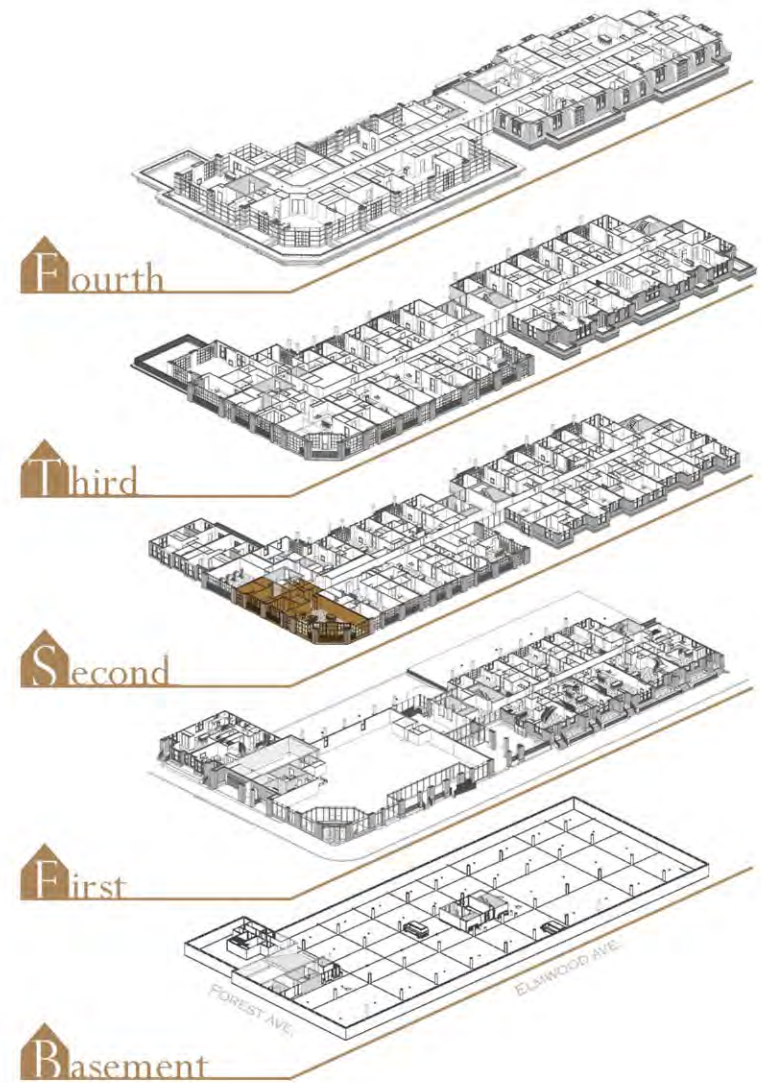 Fourth
Third
Second
First
FOREST AVE.
ELMWOOD AVE.
Basement